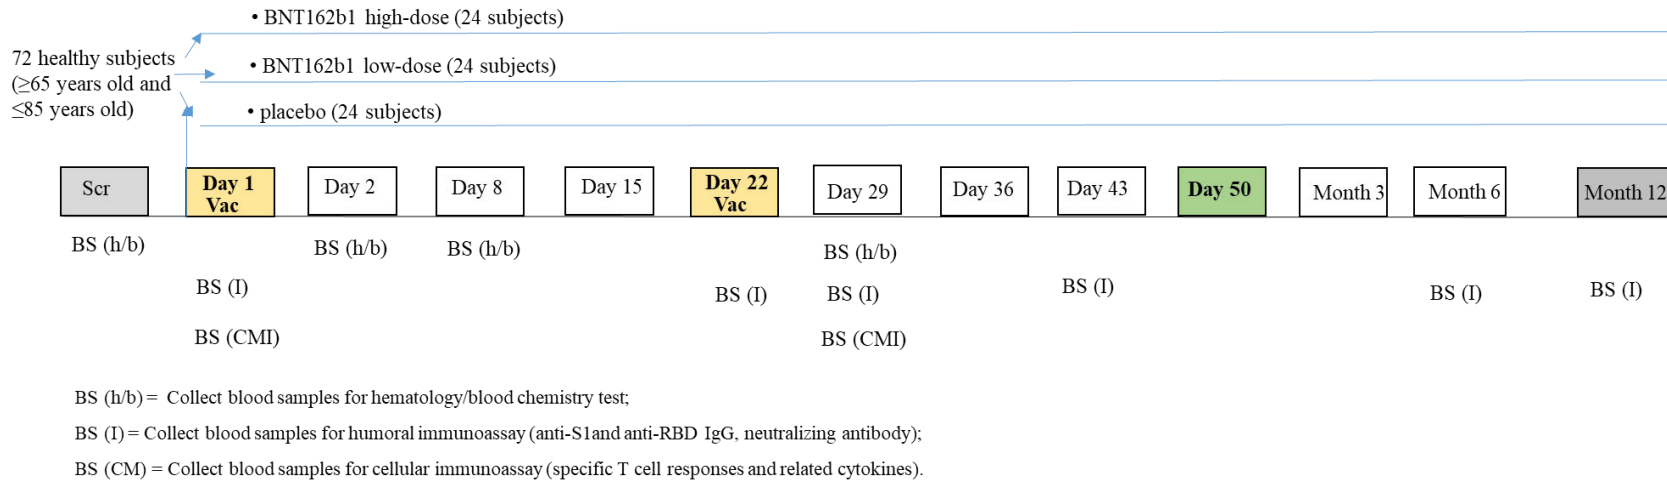 • BNT162b1 high-dose (24 subjects)
72 healthy subjects
(≥65 years old and
≤85 years old)
• BNT162b1 low-dose (24 subjects)
• placebo (24 subjects)
Scr
Day 1
Vac
Day 2
Day 8
Day 15
Day 22
Vac
Day 29
Day 36
Day 43
Day 50
Month 3
Month 6
Month 12
BS (h/b)
BS (h/b)
BS (h/b)
BS (h/b)
BS (I)
BS (I)
BS (I)
BS (I)
BS (I)
BS (I)
BS (CMI)
BS (CMI)
BS (h/b) = Collect blood samples for hematology/blood chemistry test;
BS (I) = Collect blood samples for humoral immunoassay (anti-S1and anti-RBD IgG, neutralizing antibody);
BS (CM) = Collect blood samples for cellular immunoassay (specific T cell responses and related cytokines).